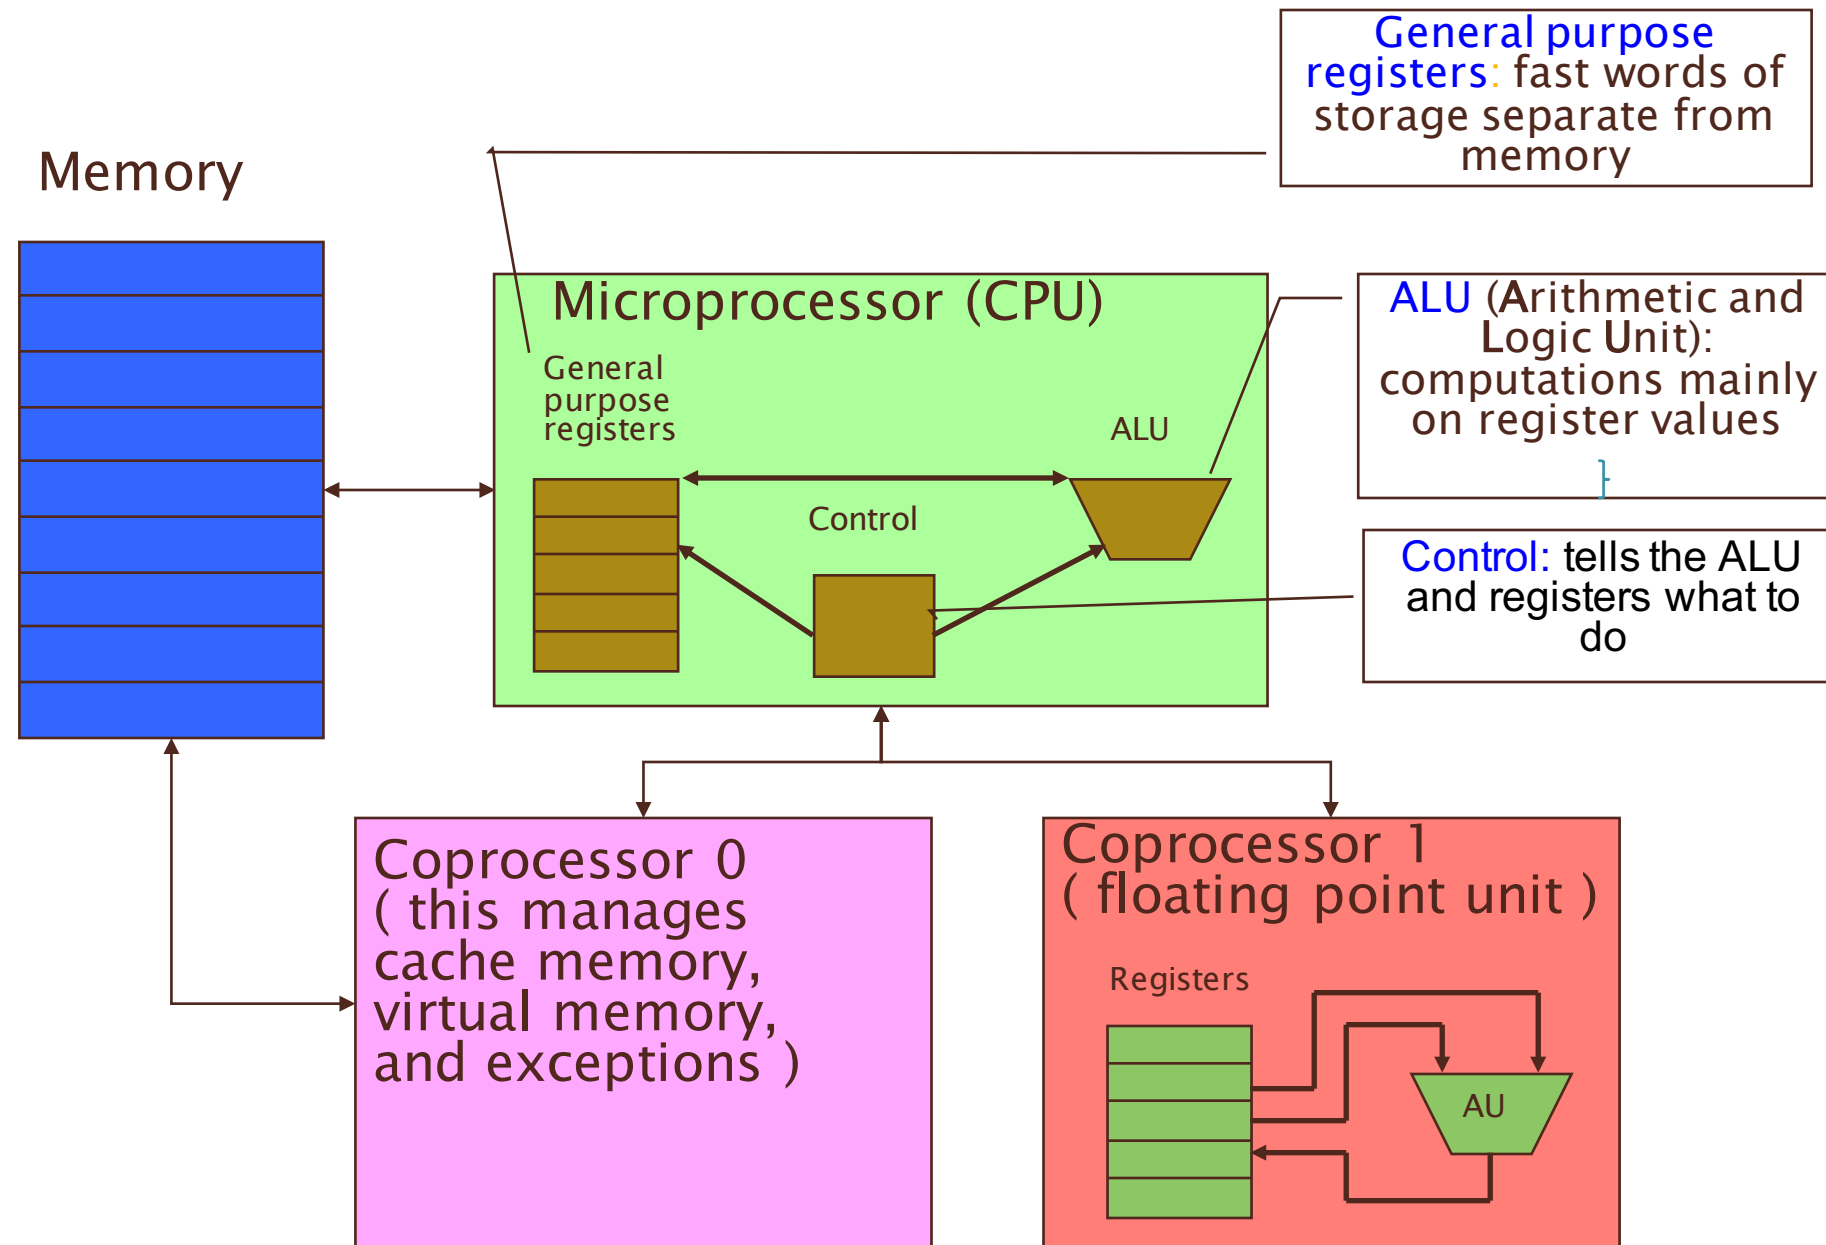 General purpose
registers: fast words of
storage separate from
memory
Memory
Microprocessor (CPU)
General
purpose
registers
ALU
Control
ALU (Arithmetic and
Logic Unit):
computations mainly
on register values
}
Control: tells the ALU
and registers what to
do
Coprocessor 0
( this manages
cache memory,
virtual memory,
and exceptions )
Coprocessor 1
( floating point unit )
Registers
AU